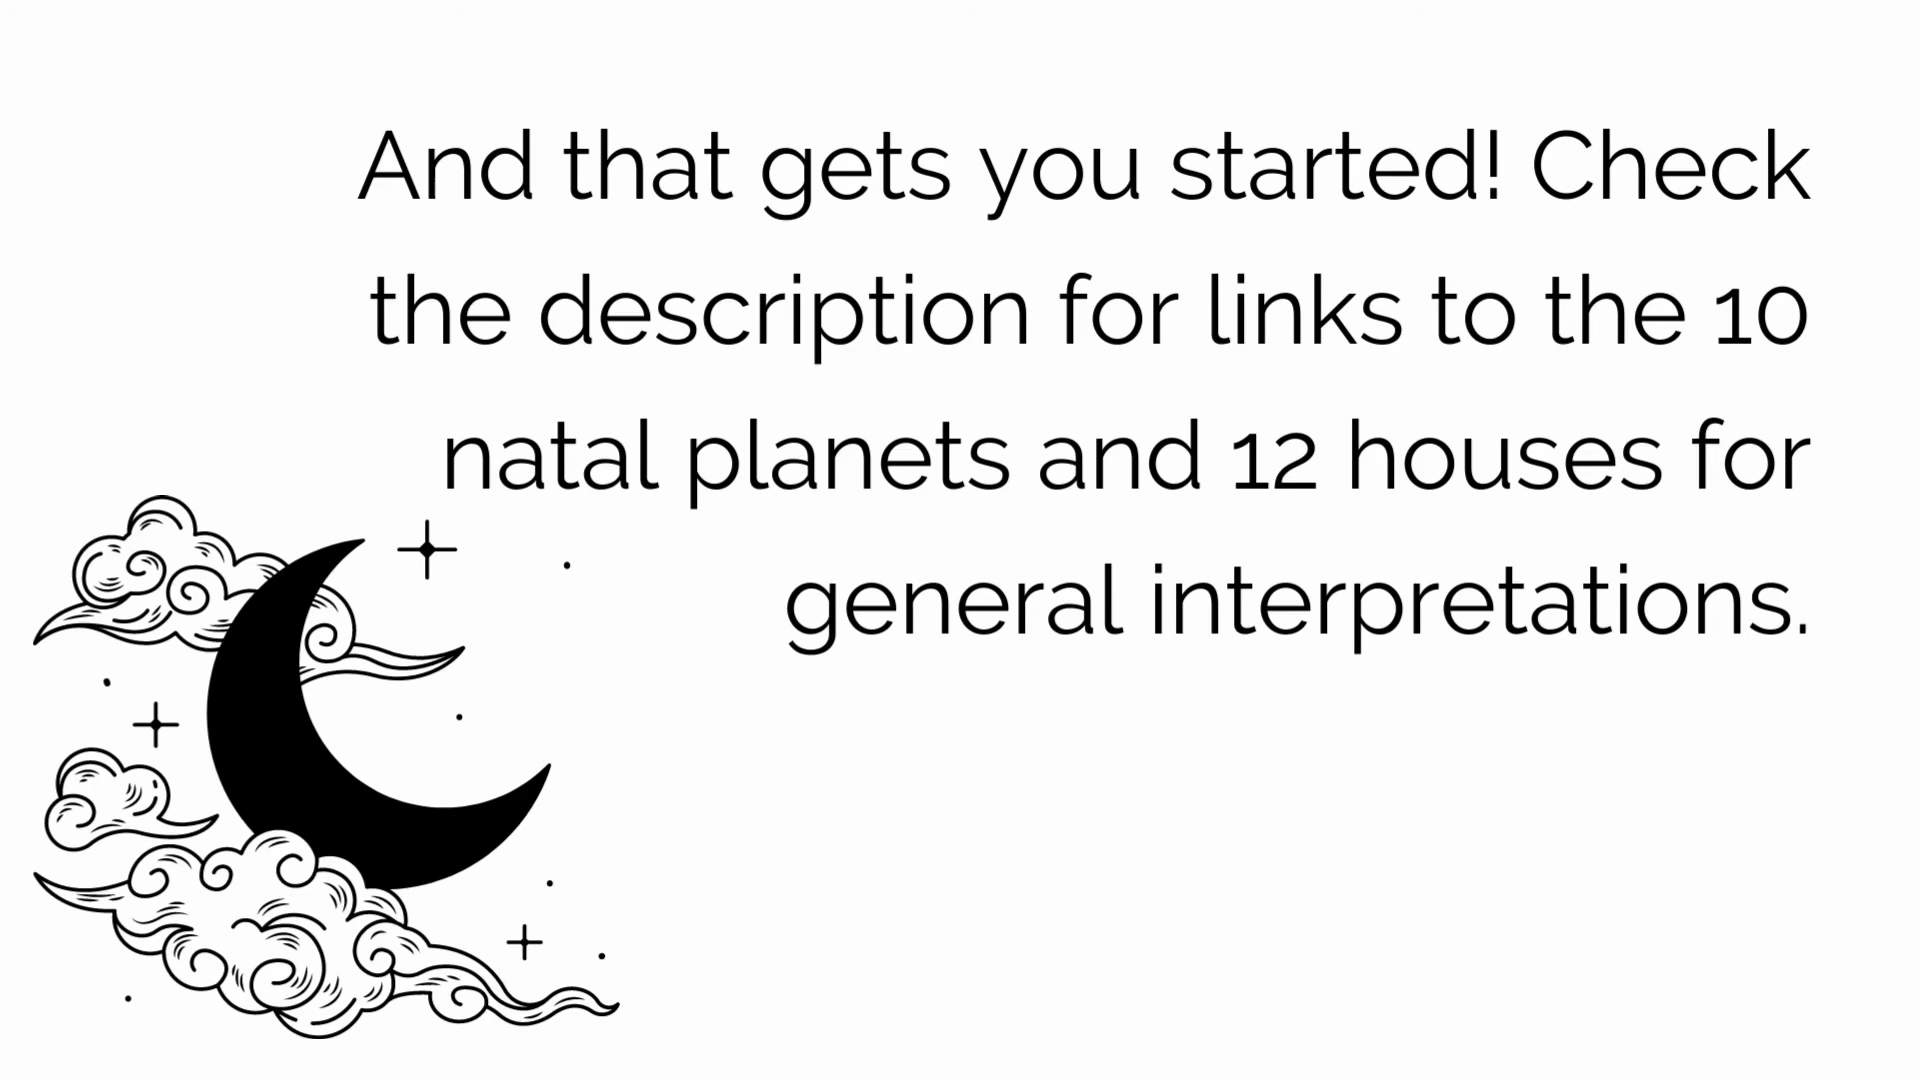 And that gets you started! Check
the description for links to the 10
natal planets and 12 houses for
general interpretations.